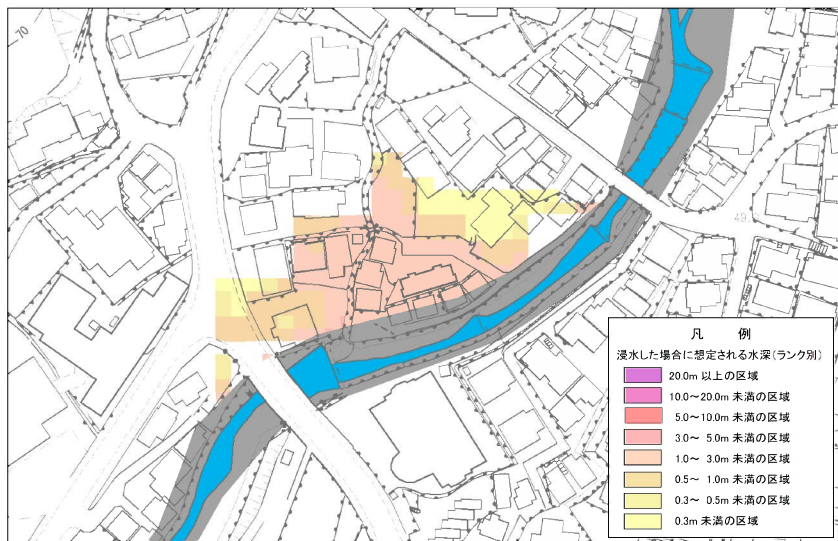 70
49
凡 例
浸水した場合に想定される水深(ランク別)
20.0m 以上の区域
10.0～20.0m 未満の区域
5.0～10.0m 未満の区域
3.0～ 5.0m 未満の区域
1.0～ 3.0m 未満の区域
0.5～ 1.0m 未満の区域
0.3～ 0.5m 未満の区域
0.3m 未満の区域